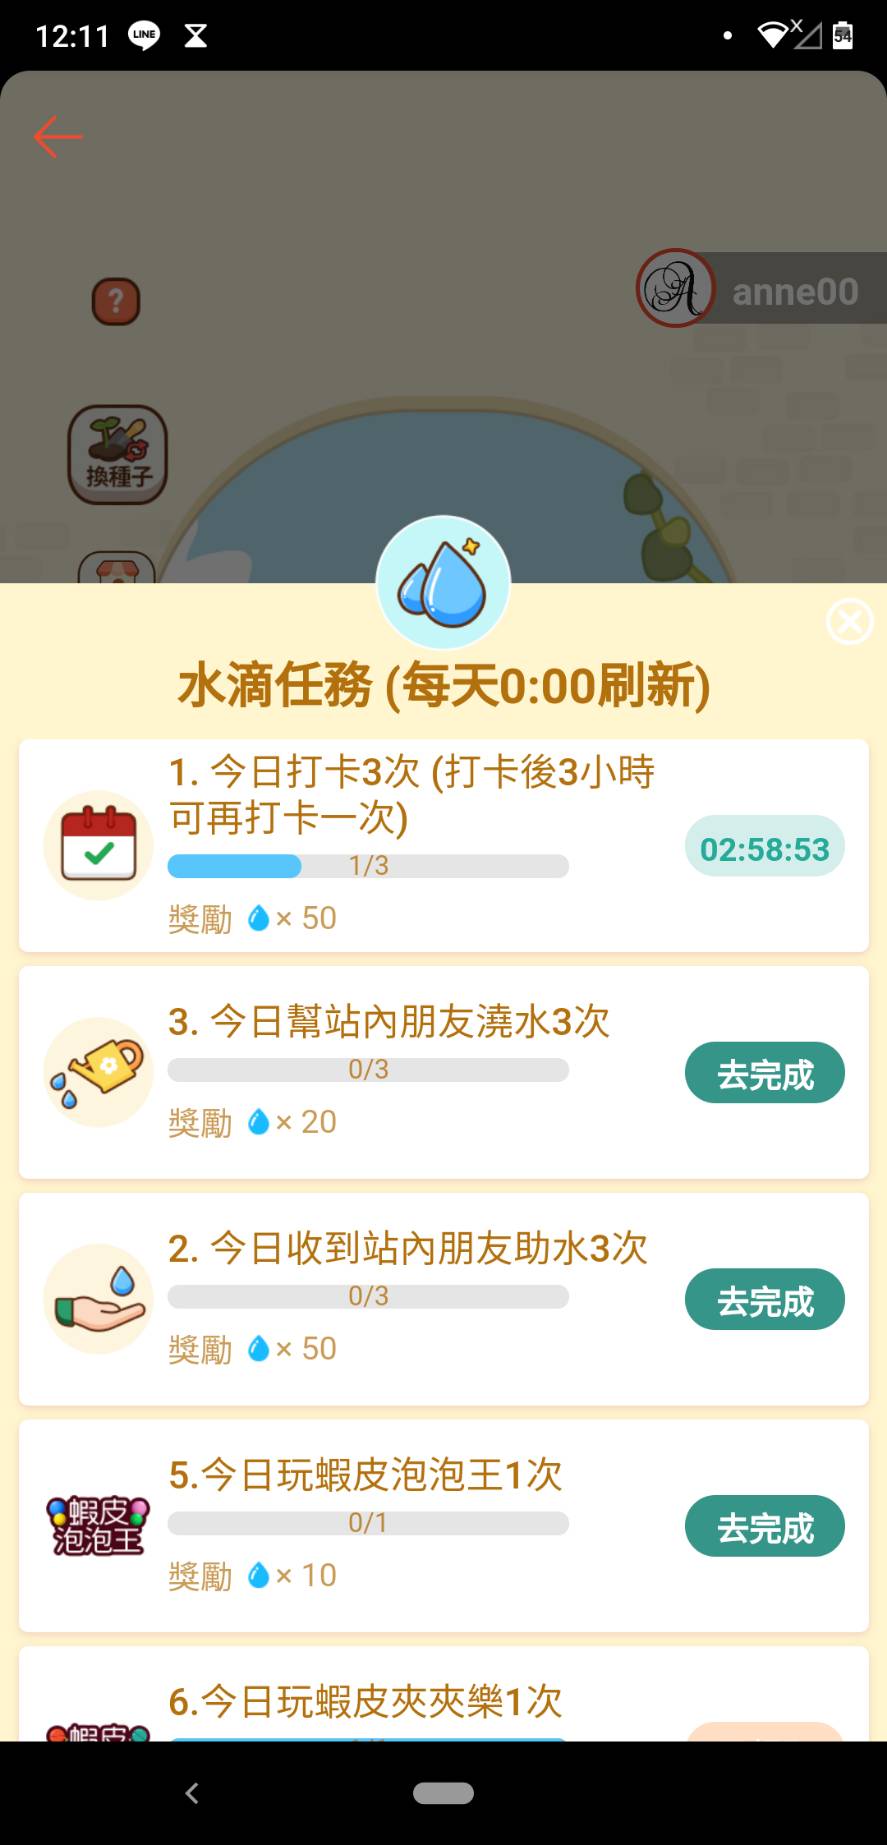 12:11
LINE
X
54
?
anne00
換種子
水滴任務 (每天0:00刷新)
1. 今日打卡3次 (打卡後3小時
可再打卡一次)
1/3
02:58:53
獎勵 × 50
3. 今日幫站內朋友澆水3次
0/3
去完成
獎勵 × 20
2. 今日收到站內朋友助水3次
0/3
去完成
獎勵 × 50
5.今日玩蝦皮泡泡王1次
蝦皮
泡泡王
0/1
去完成
獎勵 × 10
6.今日玩蝦皮夾夾樂1次
蝦皮